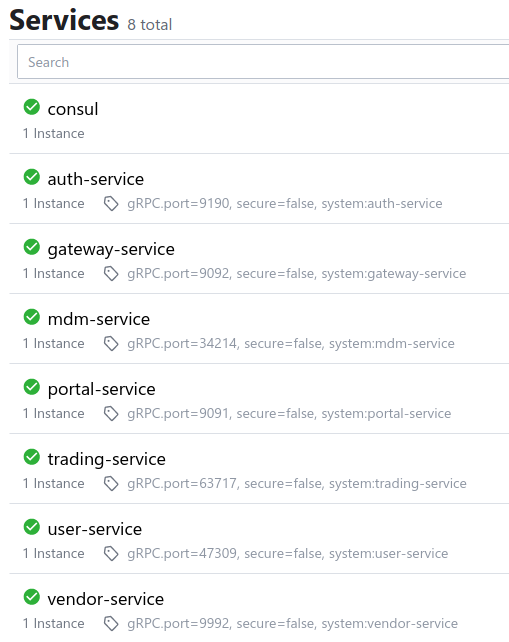 Services 8 total
Search
consul
1 Instance
auth-service
1 Instance gRPC.port=9190, secure=false, system:auth-service
gateway-service
1 Instance gRPC.port=9092, secure=false, system:gateway-service
mdm-service
1 Instance gRPC.port=34214, secure=false, system:mdm-service
portal-service
1 Instance gRPC.port=9091, secure=false, system:portal-service
trading-service
1 Instance gRPC.port=63717, secure=false, system:trading-service
user-service
1 Instance gRPC.port=47309, secure=false, system:user-service
vendor-service
1 Instance gRPC.port=9992, secure=false, system:vendor-service